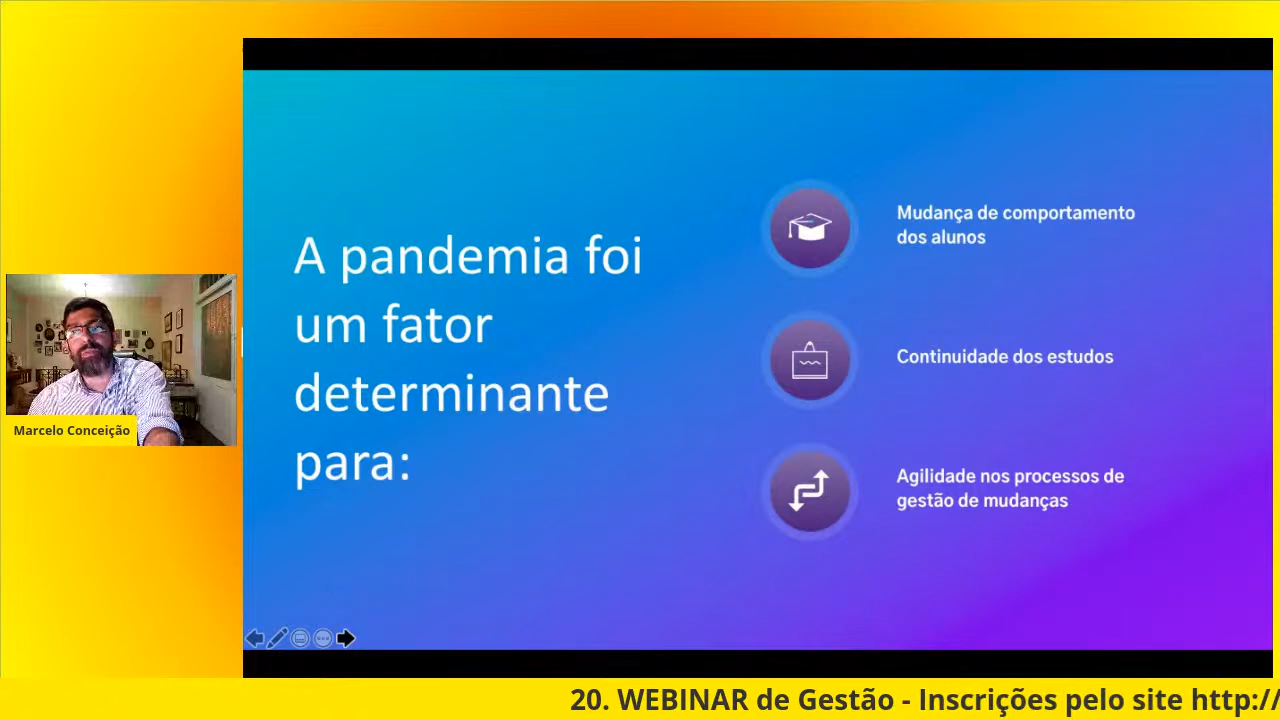 A pandemia foi
um fator
determinante
para:
Mudança de comportamento
dos alunos
Continuidade dos estudos
Agilidade nos processos de
gestão de mudanças
Marcelo Conceição
20. WEBINAR de Gestão - Inscrições pelo site http:/